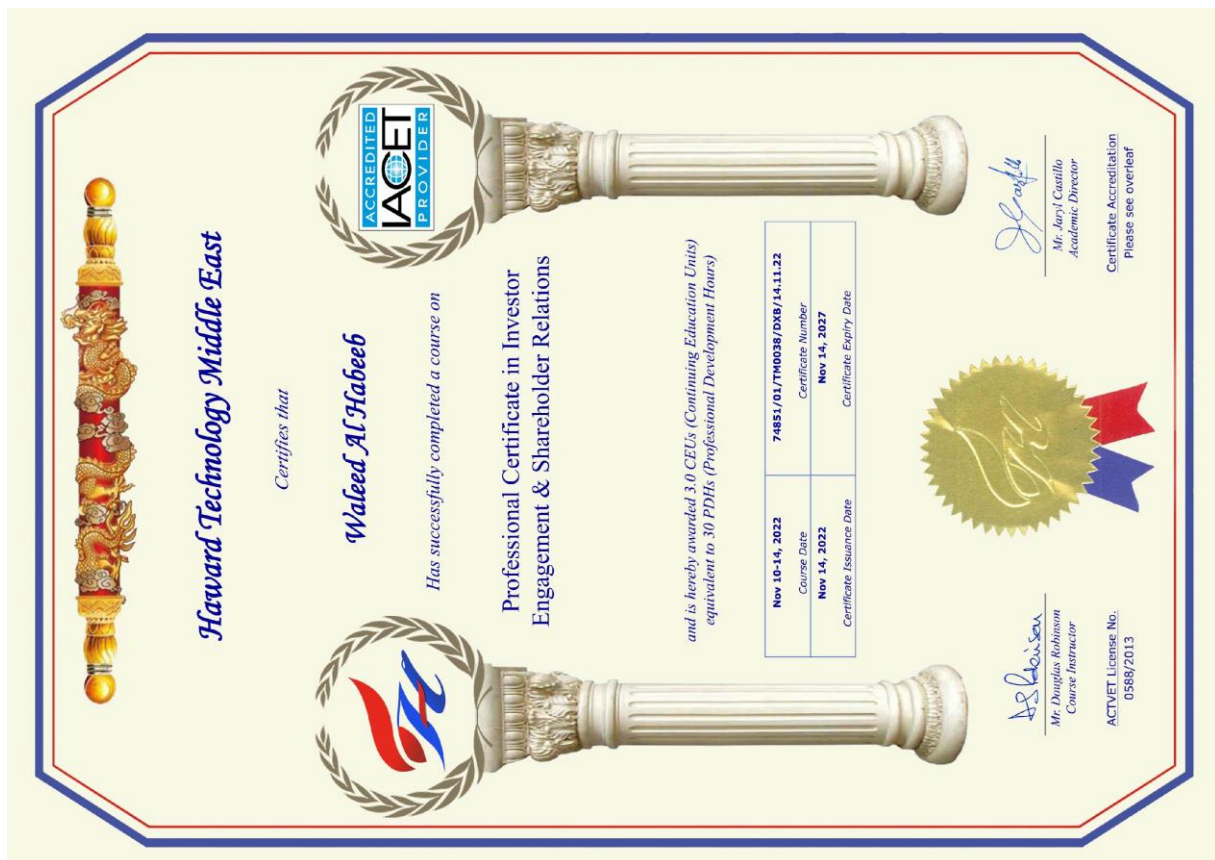 Haward Technology Middle East
Certifies that
Waleed Al Habeeb
Has successfully completed a course on
Professional Certificate in Investor
Engagement & Shareholder Relations
and is hereby awarded 3.0 CEUs (Continuing Education Units)
equivalent to 30 PDHs (Professional Development Hours)
Nov 10-14, 2022
Course Date
74851/01/TM0038/DXB/14.11.22
Certificate Number
Nov 14, 2022
Certificate Issuance Date
Nov 14, 2027
Certificate Expiry Date
Mr. Douglas Robinson
Course Instructor
ACTVET License No.
0588/2013
Mr. Jaryl Castillo
Academic Director
Certificate Accreditation
Please see overleaf
ACCREDITED
IACET
PROVIDER